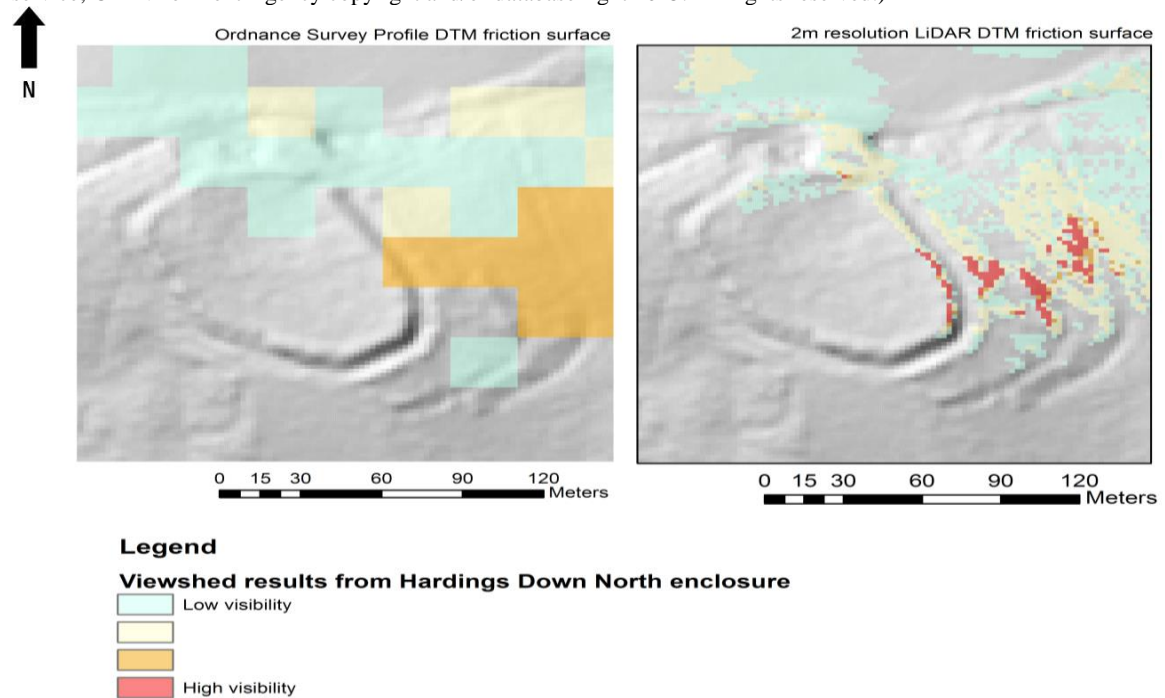 N
Ordnance Survey Profile DTM friction surface
2m resolution LiDAR DTM friction surface
0 15 30 60 90 120
Meters
0 15 30 60 90 120
Meters
Legend
Viewshed results from Hardings Down North enclosure
Low visibility
High visibility